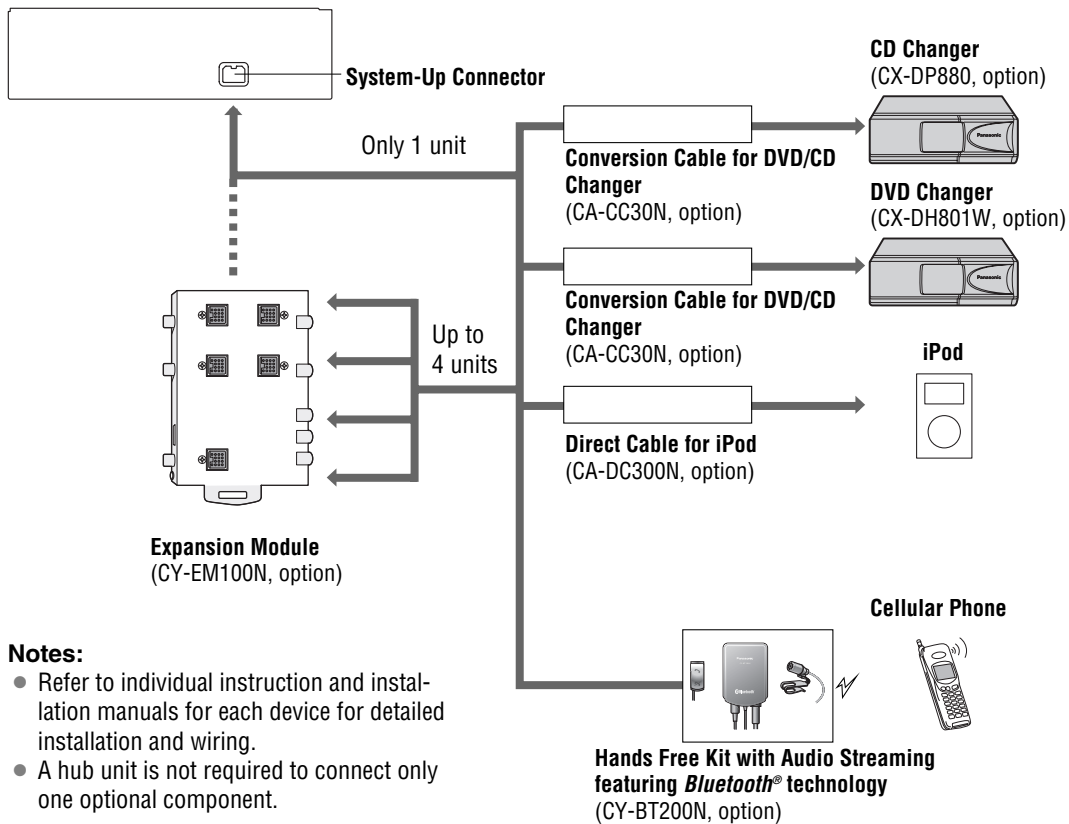 System-Up Connector
Only 1 unit
CD Changer
(CX-DP880, option)
Panasonic
Conversion Cable for DVD/CD
Changer
(CA-CC30N, option)
DVD Changer
(CX-DH801W, option)
Panasonic
Conversion Cable for DVD/CD
Changer
(CA-CC30N, option)
Up to
4 units
iPod
Direct Cable for iPod
(CA-DC300N, option)
Expansion Module
(CY-EM100N, option)
Cellular Phone
Panasonic
Bluetooth
Hands Free Kit with Audio Streaming
featuring Bluetooth® technology
(CY-BT200N, option)
Notes:
● Refer to individual instruction and instal-
lation manuals for each device for detailed
installation and wiring.
● A hub unit is not required to connect only
one optional component.